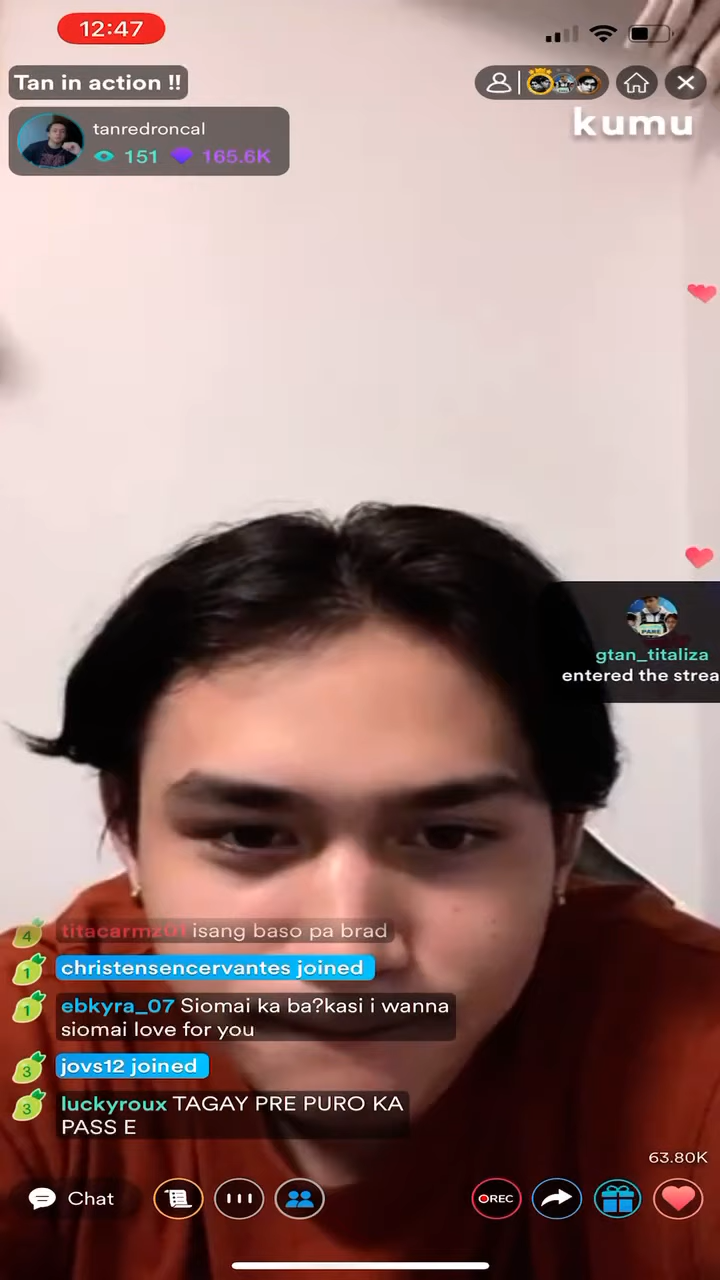 12:47
Tan in action !!
kumu
tanredroncal
151 165.6K
gtan_titaliza
entered the strea
4 titacarmz01 isang baso pa brad
1 christensencervantes joined
1 ebkyra_07 Siomai ka ba?kasi i wanna
siomai love for you
3 jovs12 joined
3 luckyroux TAGAY PRE PURO KA
PASS E
63.80K
Chat
REC